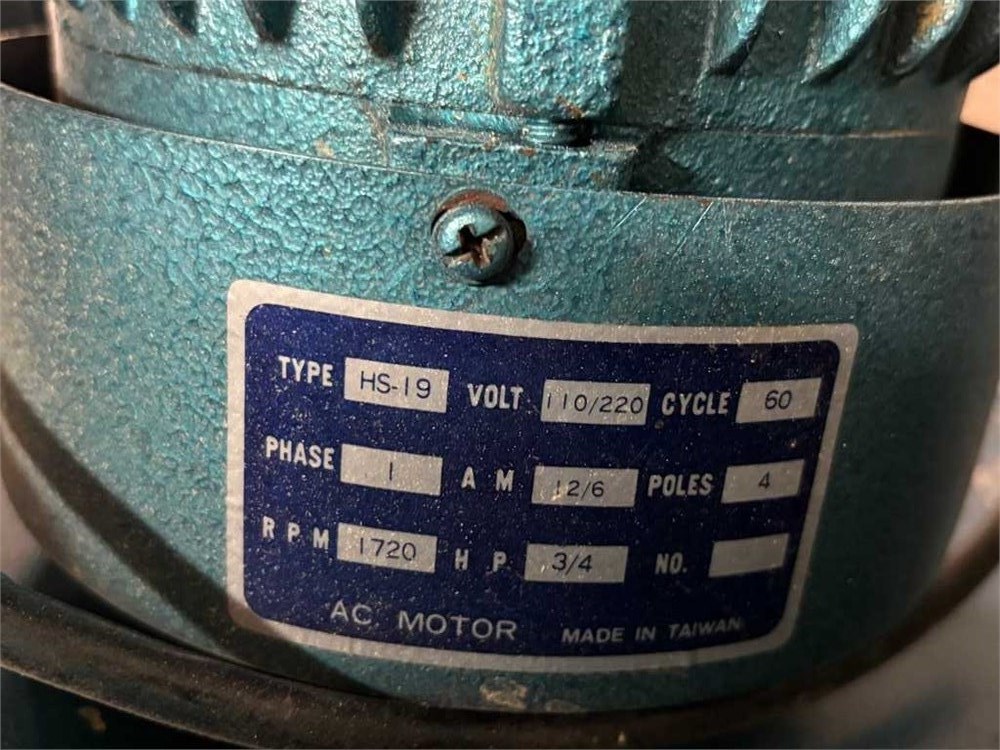 TYPE HS-19 VOLT 110/220 CYCLE 60
PHASE 1 A M 12/6 POLES 4
R P M 1720 H P 3/4 NO.
AC. MOTOR MADE IN TAIWAN